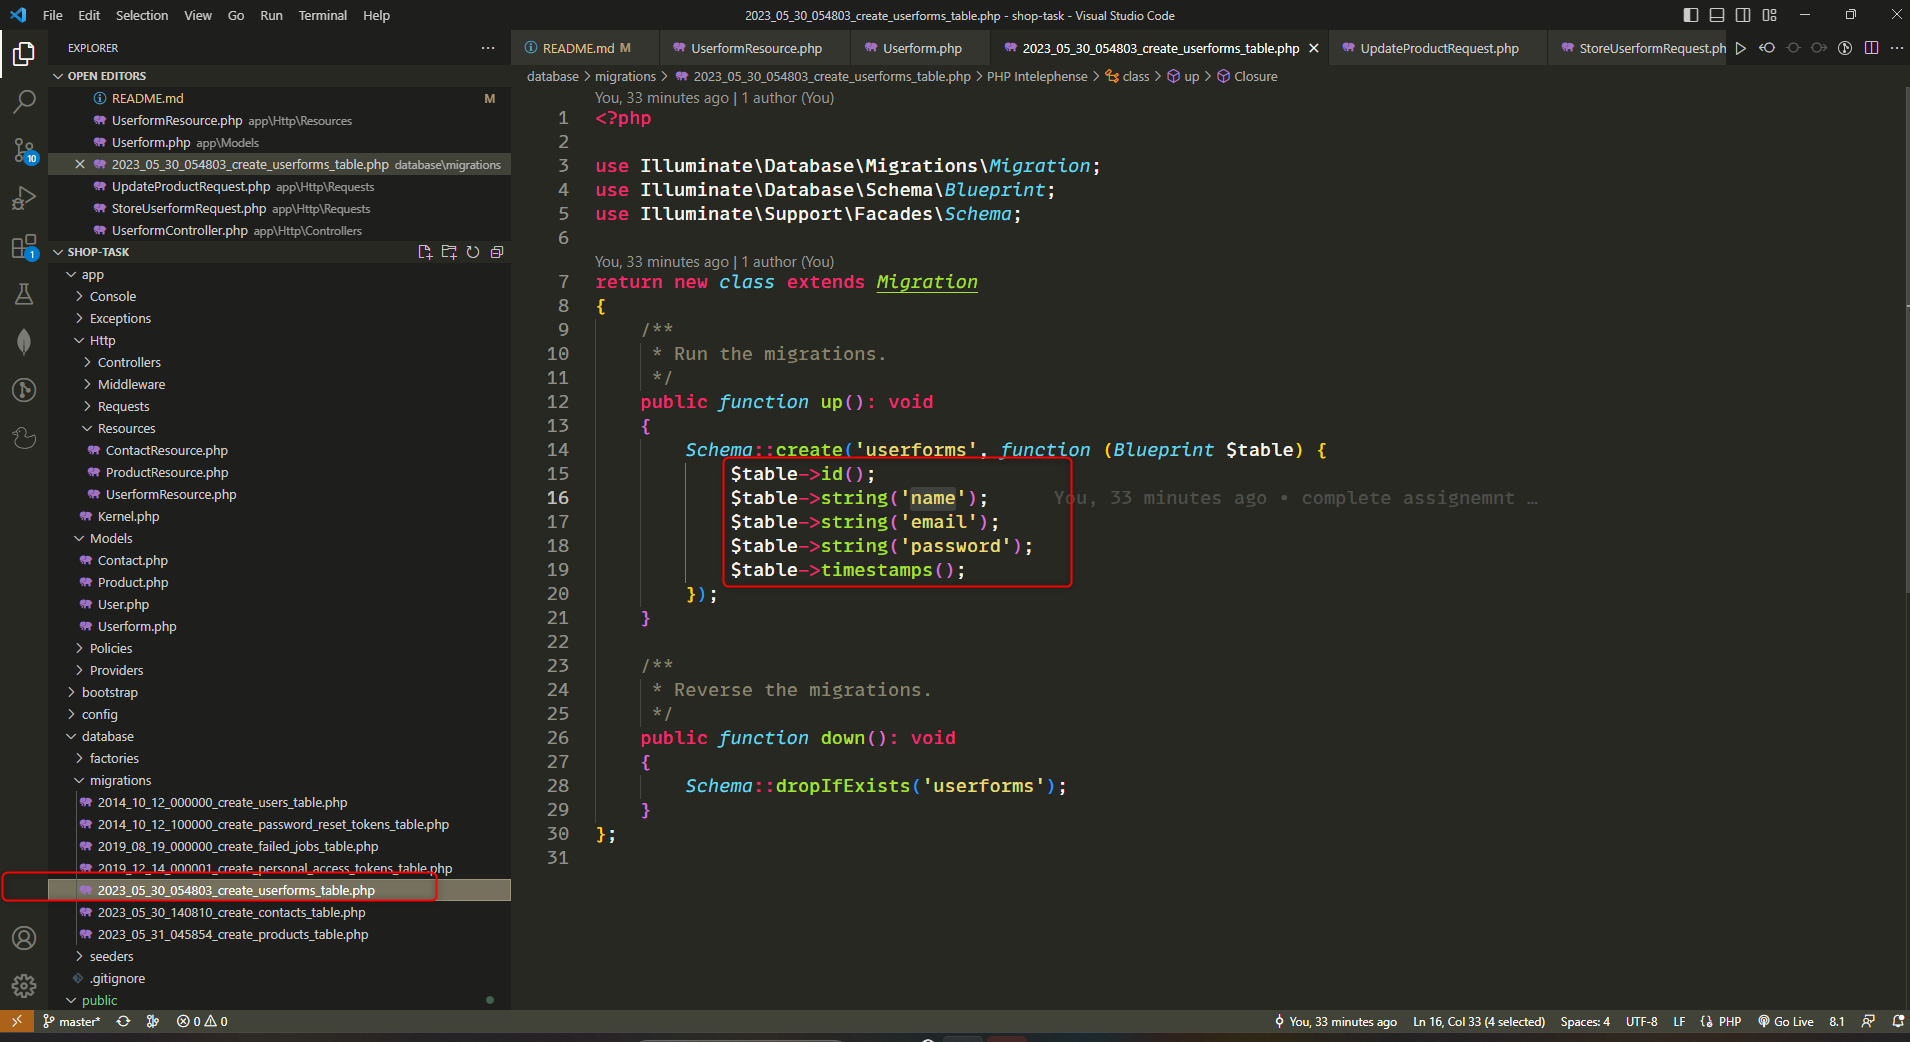 File Edit Selection View Go Run Terminal Help
2023_05_30_054803_create_userforms_table.php - shop-task - Visual Studio Code
EXPLORER
OPEN EDITORS
README.md M
UserformResource.php app\Http\Resources
Userform.php app\Models
2023_05_30_054803_create_userforms_table.php database\migrations
UpdateProductRequest.php app\Http\Requests
StoreUserformRequest.php app\Http\Requests
UserformController.php app\Http\Controllers
SHOP-TASK
app
Console
Exceptions
Http
Controllers
Middleware
Requests
Resources
ContactResource.php
ProductResource.php
UserformResource.php
Kernel.php
Models
Contact.php
Product.php
User.php
Userform.php
Policies
Providers
bootstrap
config
database
factories
migrations
2014_10_12_000000_create_users_table.php
2014_10_12_100000_create_password_reset_tokens_table.php
2019_08_19_000000_create_failed_jobs_table.php
2019_12_14_000001_create_personal_access_tokens_table.php
2023_05_30_054803_create_userforms_table.php
2023_05_30_140810_create_contacts_table.php
2023_05_31_045854_create_products_table.php
seeders
.gitignore
public
10
1
README.md M UserformResource.php Userform.php 2023_05_30_054803_create_userforms_table.php UpdateProductRequest.php StoreUserformRequest.ph
database > migrations > 2023_05_30_054803_create_userforms_table.php > PHP Intelephense > class > up > Closure
You, 33 minutes ago | 1 author (You)
1 <?php
2
3 use Illuminate\Database\Migrations\Migration;
4 use Illuminate\Database\Schema\Blueprint;
5 use Illuminate\Support\Facades\Schema;
6
You, 33 minutes ago | 1 author (You)
7 return new class extends Migration
8 {
9 /**
10 * Run the migrations.
11 */
12 public function up(): void
13 {
14 Schema::create('userforms', function (Blueprint $table) {
15 $table->id();
16 $table->string('name'); You, 33 minutes ago • complete assignemnt …
17 $table->string('email');
18 $table->string('password');
19 $table->timestamps();
20 });
21 }
22
23 /**
24 * Reverse the migrations.
25 */
26 public function down(): void
27 {
28 Schema::dropIfExists('userforms');
29 }
30 };
31
master* 0 0 You, 33 minutes ago Ln 16, Col 33 (4 selected) Spaces: 4 UTF-8 LF PHP Go Live 8.1